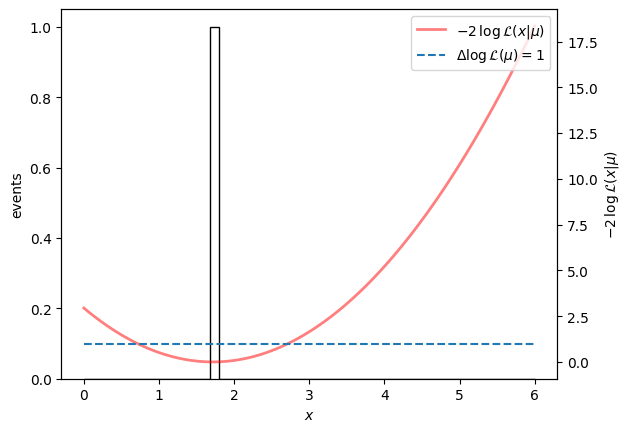 −2 log ℒ(x|μ)
Δlog ℒ(μ) = 1
1.0
0.8
0.6
0.4
0.2
0.0
events
17.5
15.0
12.5
10.0
7.5
5.0
2.5
0.0
−2 log ℒ(x|μ)
0 1 2 3 4 5 6
x